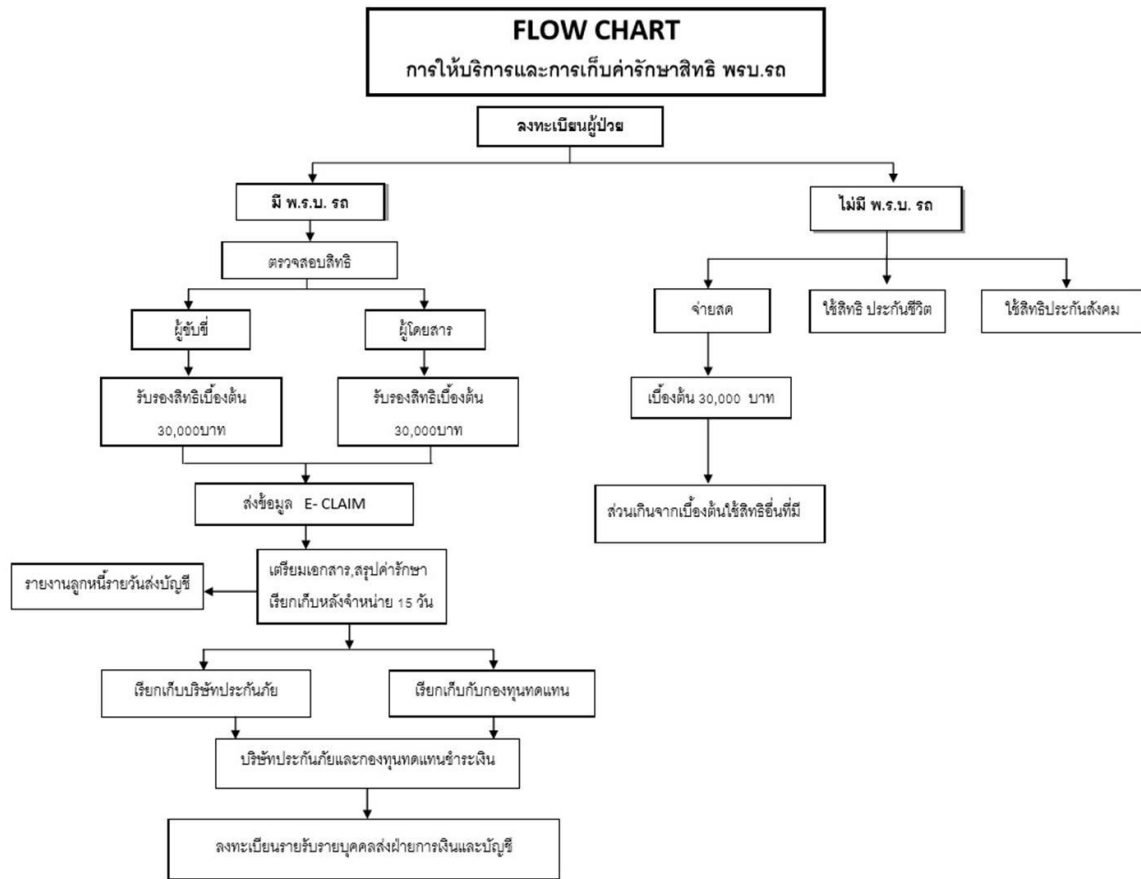 FLOW CHART
การให้บริการและการเก็บค่ารักษาสิทธิ พรบ.รถ
ลงทะเบียนผู้ป่วย
มี พ.ร.บ. รถ
ไม่มี พ.ร.บ. รถ
ตรวจสอบสิทธิ
ผู้ขับขี่
ผู้โดยสาร
จ่ายสด
ใช้สิทธิ ประกันชีวิต
ใช้สิทธิประกันสังคม
รับรองสิทธิเบื้องต้น
30,000บาท
รับรองสิทธิเบื้องต้น
30,000บาท
เบื้องต้น 30,000 บาท
ส่งข้อมูล E- CLAIM
ส่วนเกินจากเบื้องต้นใช้สิทธิอื่นที่มี
รายงานลูกหนี้รายวันส่งบัญชี
เตรียมเอกสาร,สรุปค่ารักษา
เรียกเก็บหลังจำหน่าย 15 วัน
เรียกเก็บบริษัทประกันภัย
เรียกเก็บกับกองทุนทดแทน
บริษัทประกันภัยและกองทุนทดแทนชำระเงิน
ลงทะเบียนรายรับรายบุคคลส่งฝ่ายการเงินและบัญชี